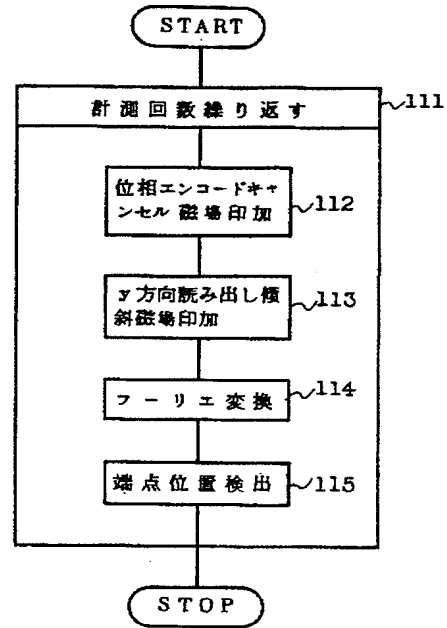 START
計測回数繰り返す
111
位相エンコードキャ
ンセル磁場印加
112
y方向読み出し傾
斜磁場印加
113
フーリエ変換
114
端点位置検出
115
STOP